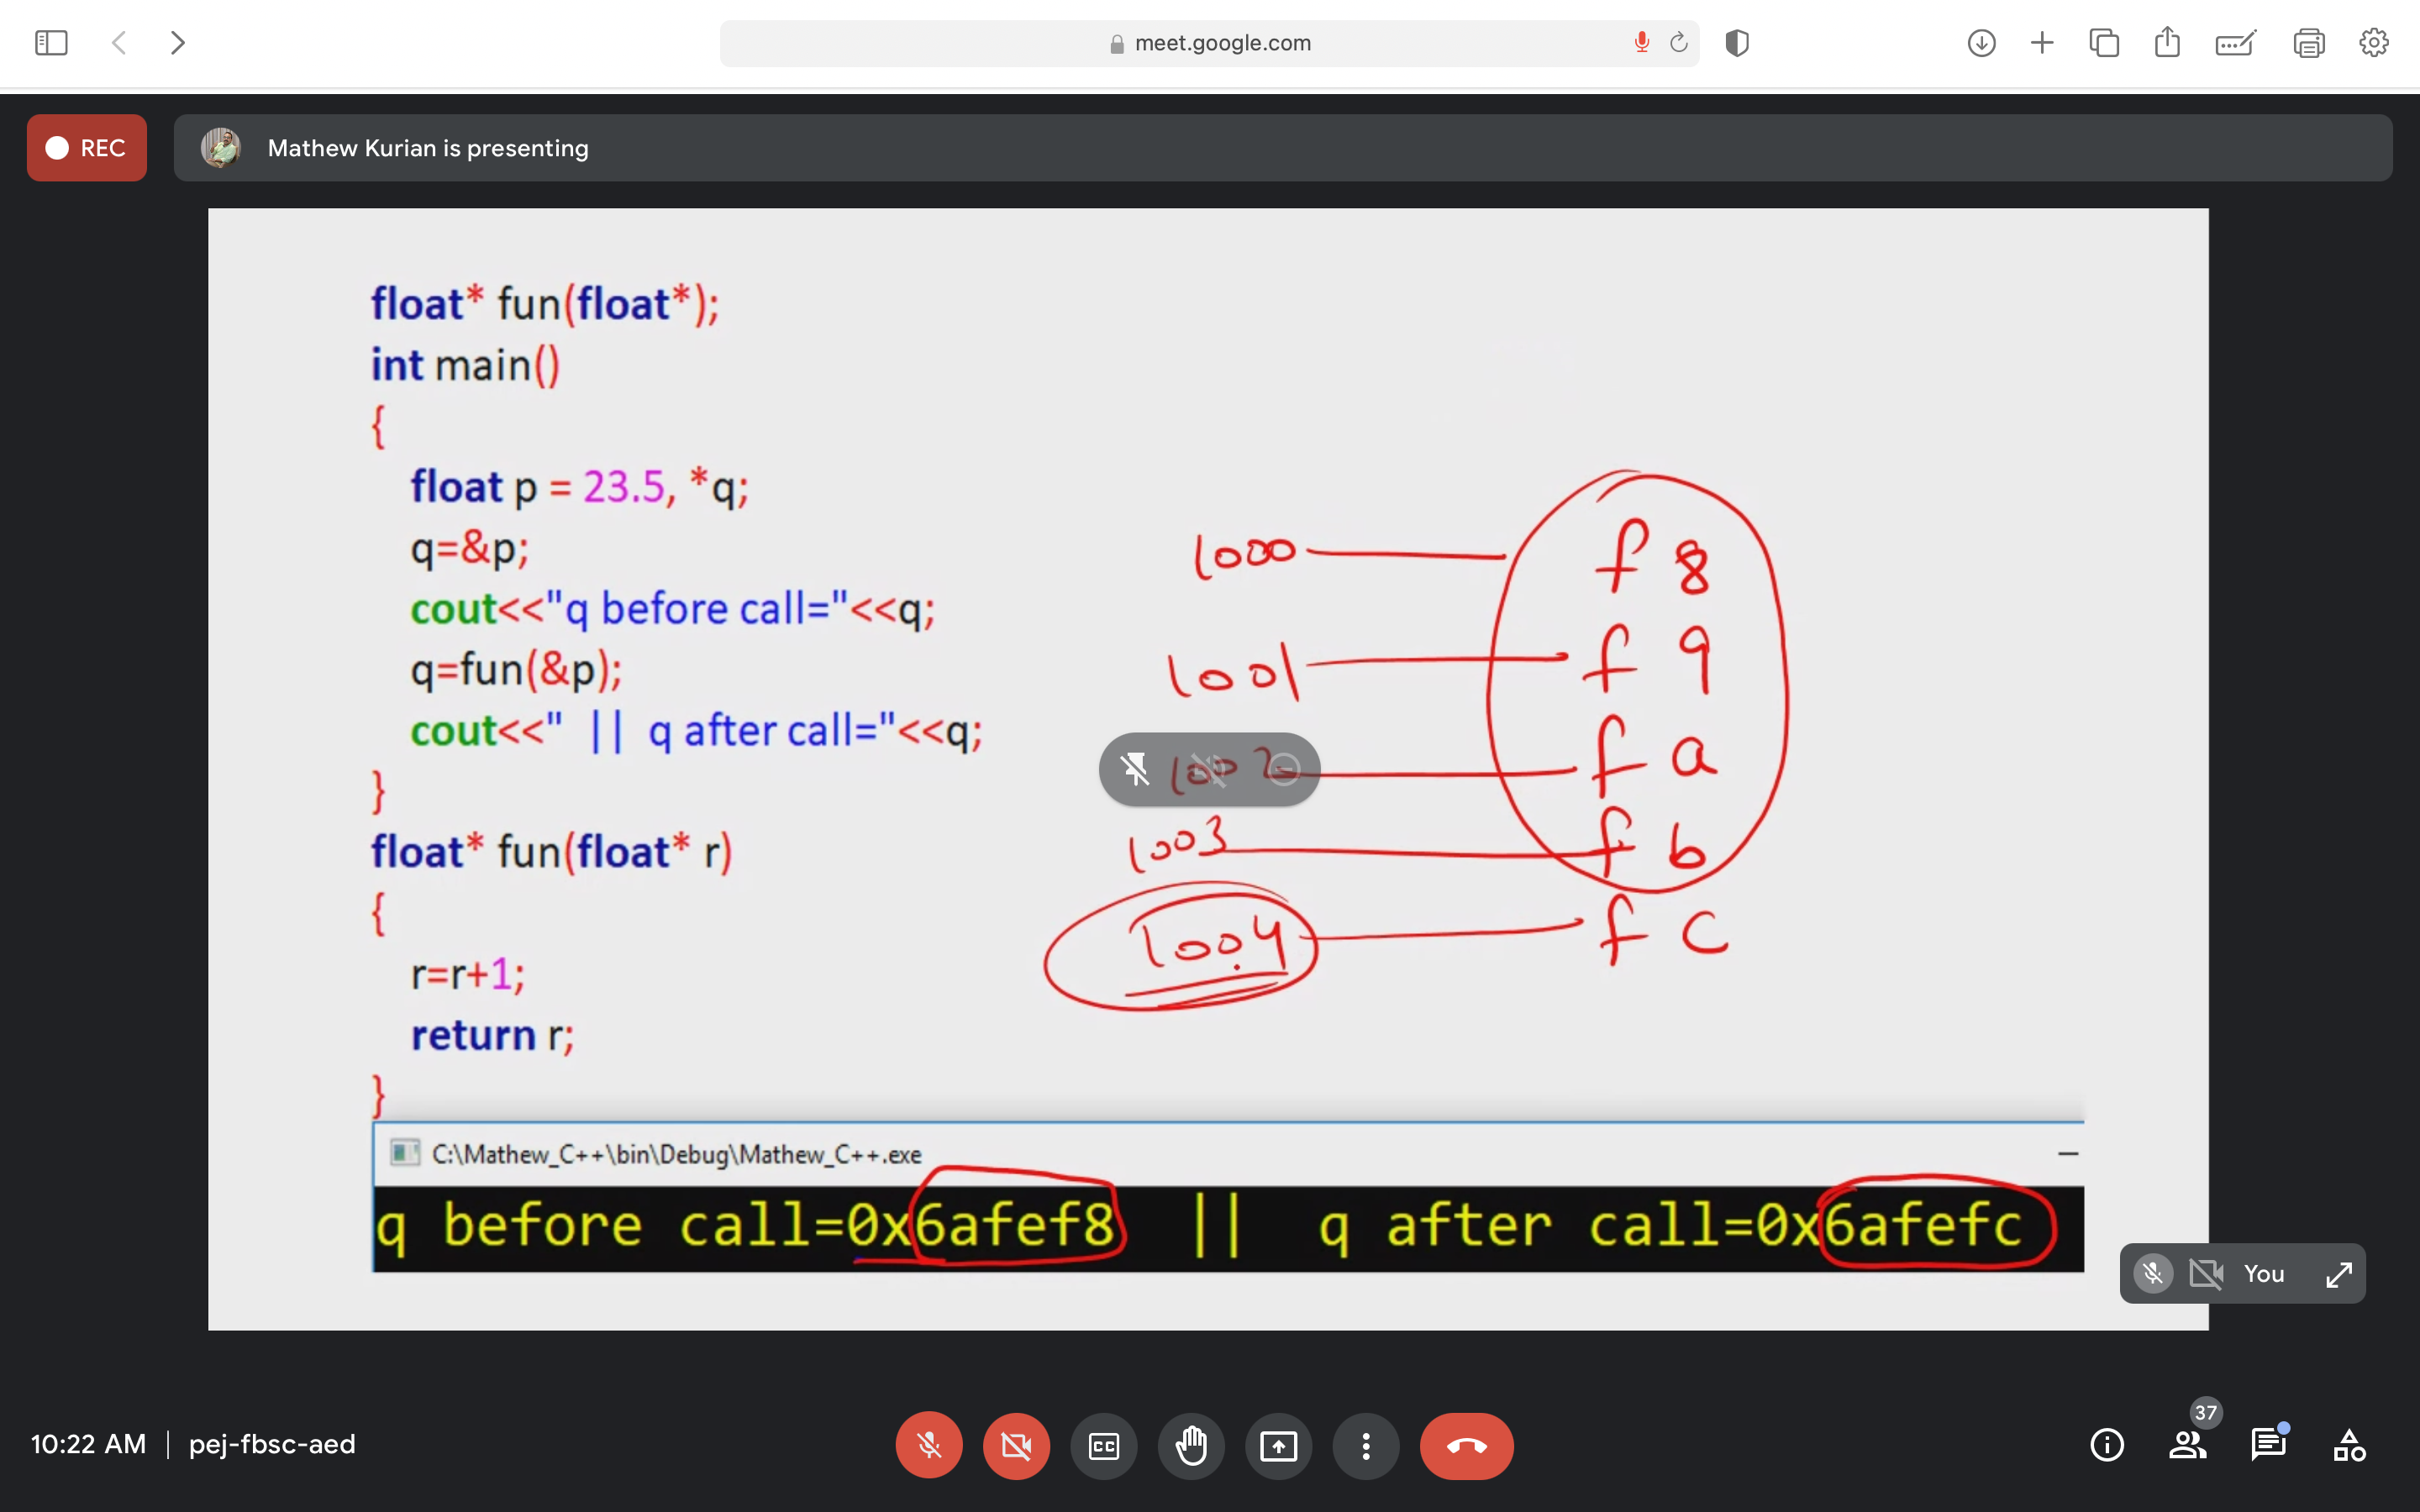 meet.google.com
REC
Mathew Kurian is presenting
float* fun(float*);
int main()
{
float p = 23.5, *q;
q=&p;
cout<<"q before call="<<q;
q=fun(&p);
cout<<" || q after call="<<q;
}
float* fun(float* r)
{
r=r+1;
return r;
}
1000 f 8
1001 f 9
1002 f a
1003 f b
1004 f c
C:\Mathew_C++\bin\Debug\Mathew_C++.exe
q before call=0x6afef8 || q after call=0x6afefc
You
10:22 AM | pej-fbsc-aed
CC
37